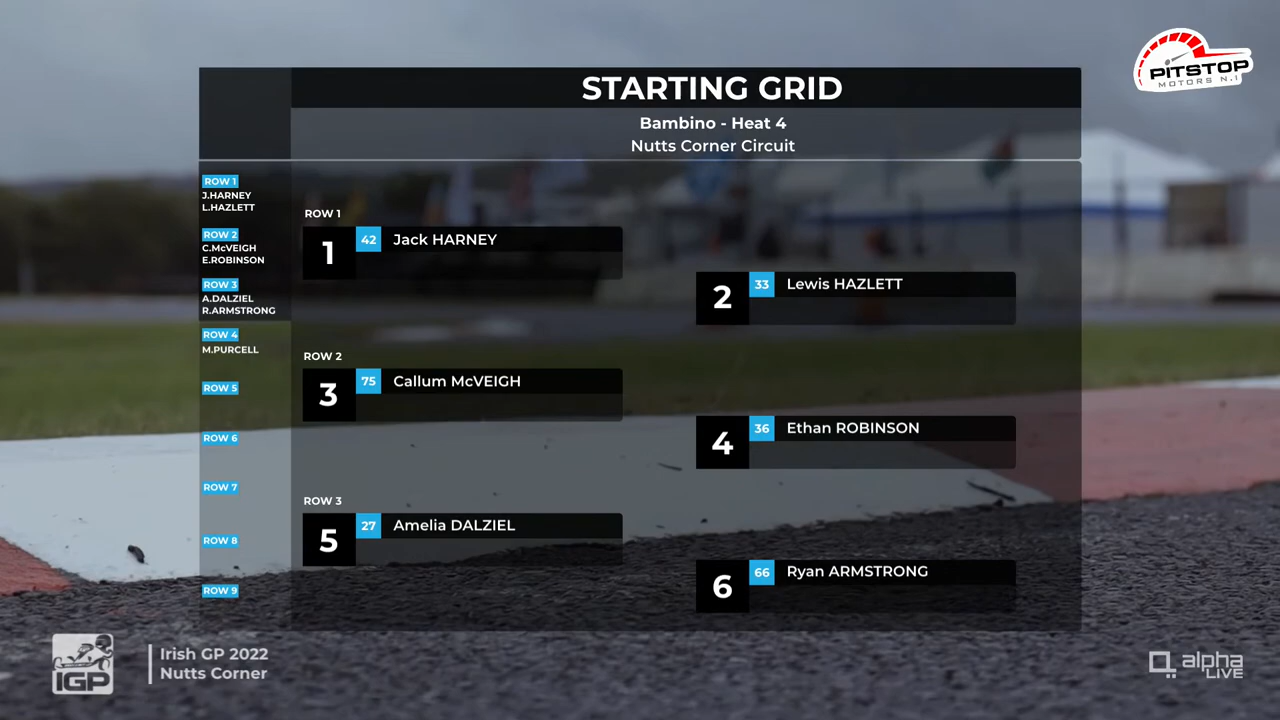 PITSTOP
MOTORS N.I
STARTING GRID
Bambino - Heat 4
Nutts Corner Circuit
ROW 1
J.HARNEY
L.HAZLETT
ROW 2
C.McVEIGH
E.ROBINSON
ROW 3
A.DALZIEL
R.ARMSTRONG
ROW 4
M.PURCELL
ROW 5
ROW 6
ROW 7
ROW 8
ROW 9
ROW 1
1 42 Jack HARNEY
2 33 Lewis HAZLETT
ROW 2
3 75 Callum McVEIGH
4 36 Ethan ROBINSON
ROW 3
5 27 Amelia DALZIEL
6 66 Ryan ARMSTRONG
IGP
Irish GP 2022
Nutts Corner
alpha
LIVE